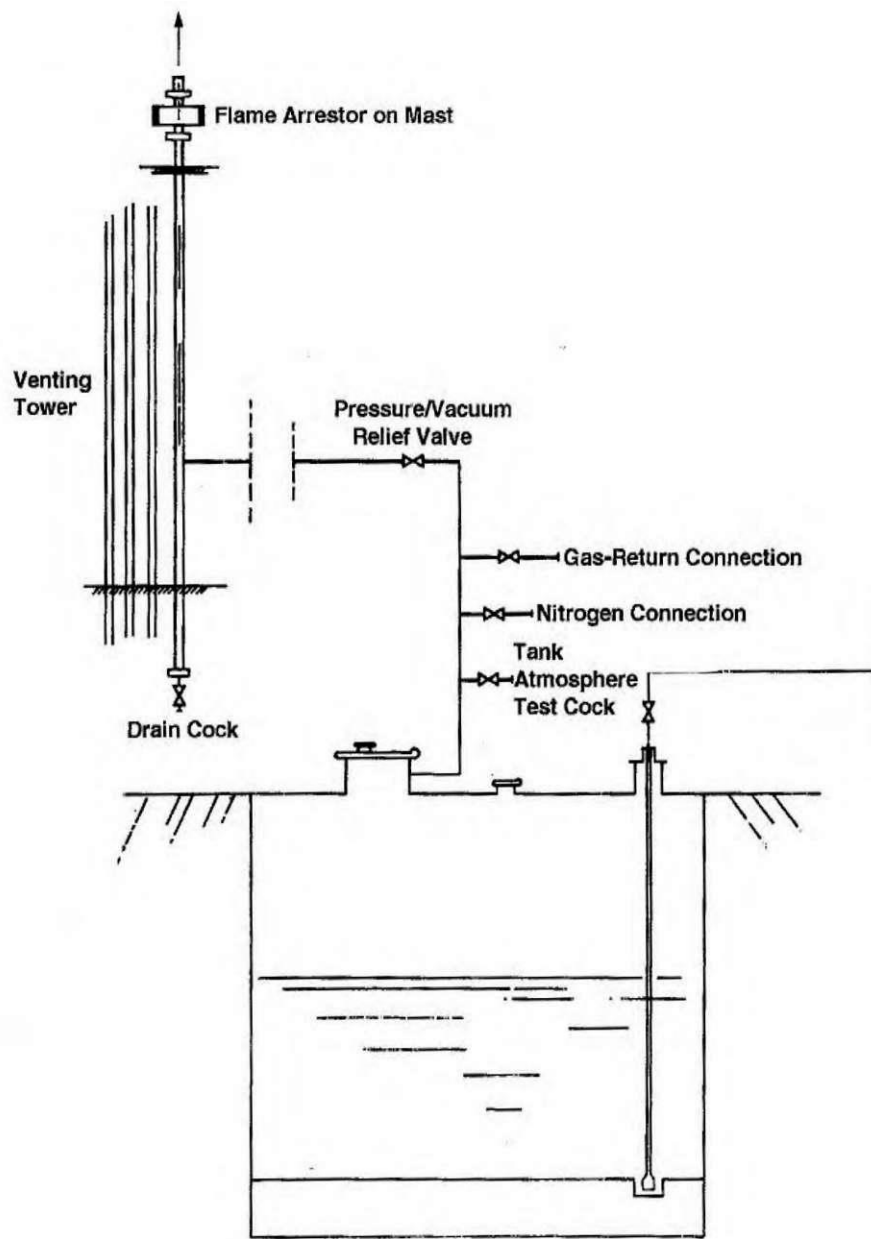 Flame Arrestor on Mast
Venting
Tower
Pressure/Vacuum
Relief Valve
Gas-Return Connection
Nitrogen Connection
Tank
Atmosphere
Test Cock
Drain Cock